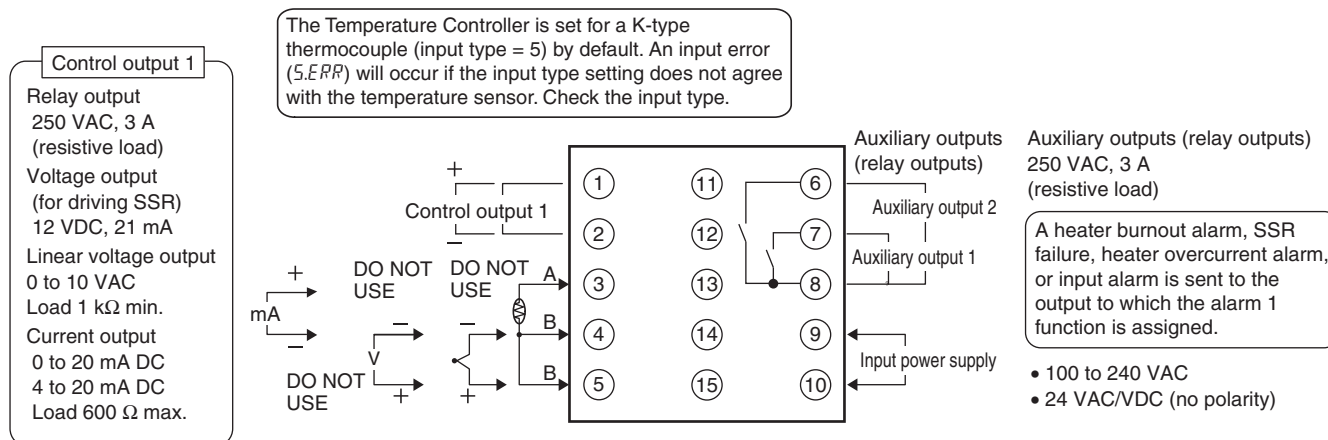 The Temperature Controller is set for a K-type
thermocouple (input type = 5) by default. An input error
(S.ERR) will occur if the input type setting does not agree
with the temperature sensor. Check the input type.
Control output 1
Relay output
250 VAC, 3 A
(resistive load)
Voltage output
(for driving SSR)
12 VDC, 21 mA
Linear voltage output
0 to 10 VAC
Load 1 kΩ min.
Current output
0 to 20 mA DC
4 to 20 mA DC
Load 600 Ω max.
+
mA
−
DO NOT
USE
−
V
+
DO NOT
USE
+
Control output 1
−
DO NOT
USE
−
+
A
B
B
1
2
3
4
5
11
12
13
14
15
6
7
8
9
10
Auxiliary outputs
(relay outputs)
Auxiliary output 2
Auxiliary output 1
Input power supply
Auxiliary outputs (relay outputs)
250 VAC, 3 A
(resistive load)
A heater burnout alarm, SSR
failure, heater overcurrent alarm,
or input alarm is sent to the
output to which the alarm 1
function is assigned.
• 100 to 240 VAC
• 24 VAC/VDC (no polarity)